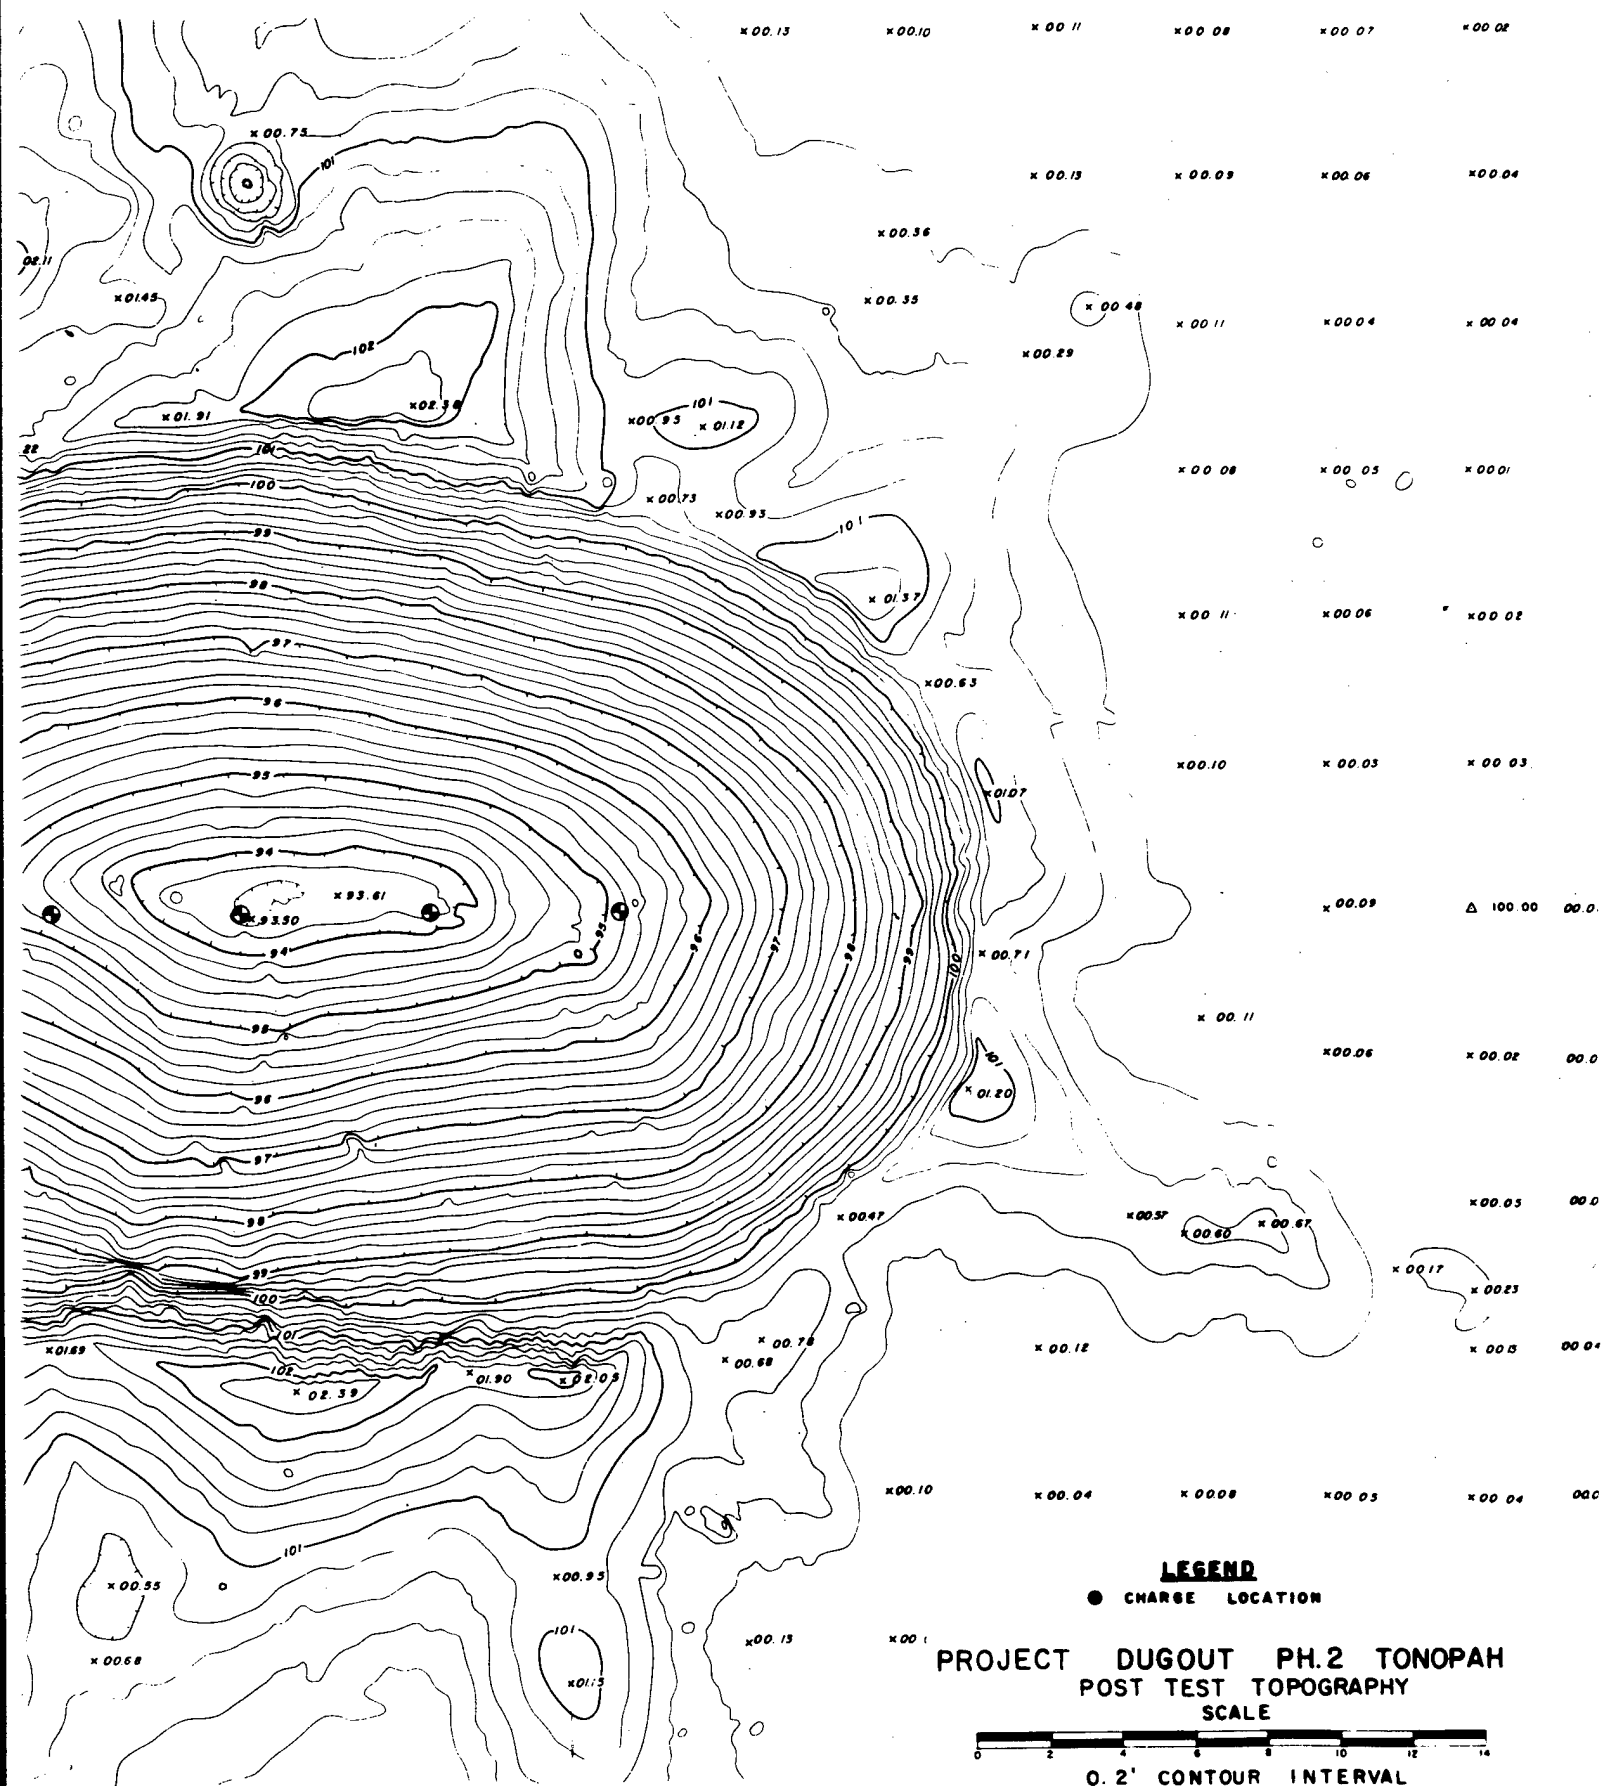 ×00.13 ×00.10 ×00 11 ×00 08 ×00 07 ×00 02
×00.75
101
×00.13 ×00.09 ×00.06 ×00.04
×00.36
02.11
×01.45 ×00.35 ×00 48
×00 11 ×00 04 ×00 04
102 ×00.29
×01.91 ×02.38 ×00.95 101 ×01.12
22 101
×00 08 ×00 05 ×00 01
100 ×00.73 ×00.93
101
99
98 ×01.37
×00 11 ×00 06 ×00 02
97
×00.63
96
×00.10 ×00.03 ×00 03
95 ×01.07
94
×93.61
×93.50 ×00.09 △ 100.00
94 95 96 97 98 99 100 ×00.71
95 ×00. 11
×00.06 ×00.02
101
96 ×01.20
97
98 ×00.47 ×00.57 ×00.60 ×00.67 ×00.05
99 ×00 17
100 ×00.23
101 ×00.78
×01.69 ×00.68 ×00.12 ×00 15 00 04
102 ×02.39 ×01.90 ×02.05
×00.10 ×00.04 ×00.08 ×00 05 ×00 04
101
×00.55 ×00.95
101 ×00.13
×00.68
×01.15
LEGEND
● CHARGE LOCATION
PROJECT DUGOUT PH.2 TONOPAH
POST TEST TOPOGRAPHY
SCALE
0 2 4 6 8 10 12 14
0.2' CONTOUR INTERVAL